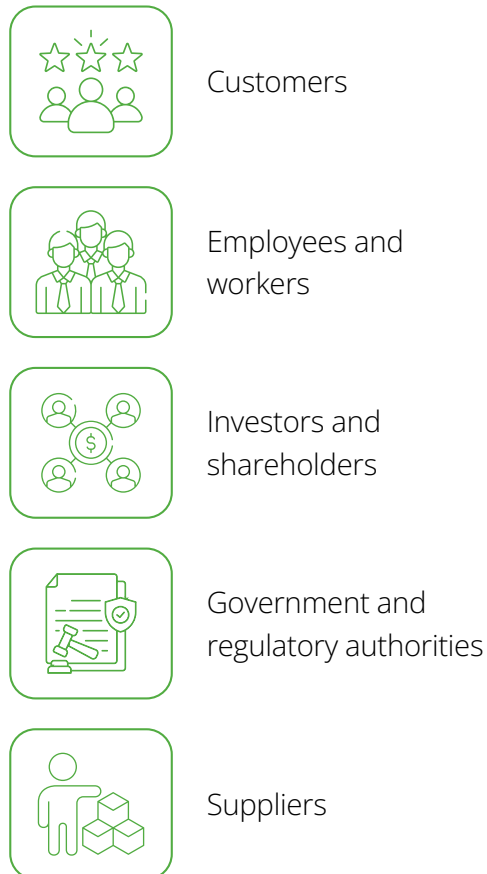 Customers
Employees and
workers
Investors and
shareholders
$
Government and
regulatory authorities
Suppliers